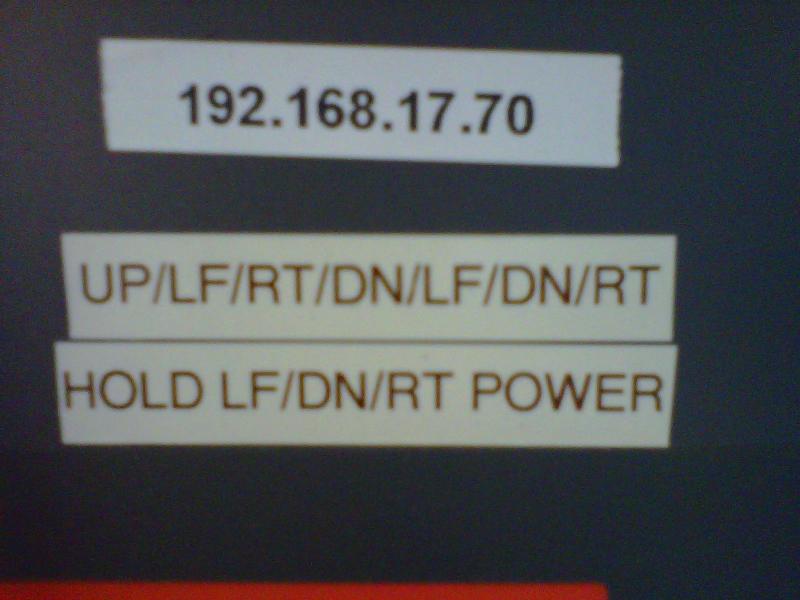 192.168.17.70
UP/LF/RT/DN/LF/DN/RT
HOLD LF/DN/RT POWER